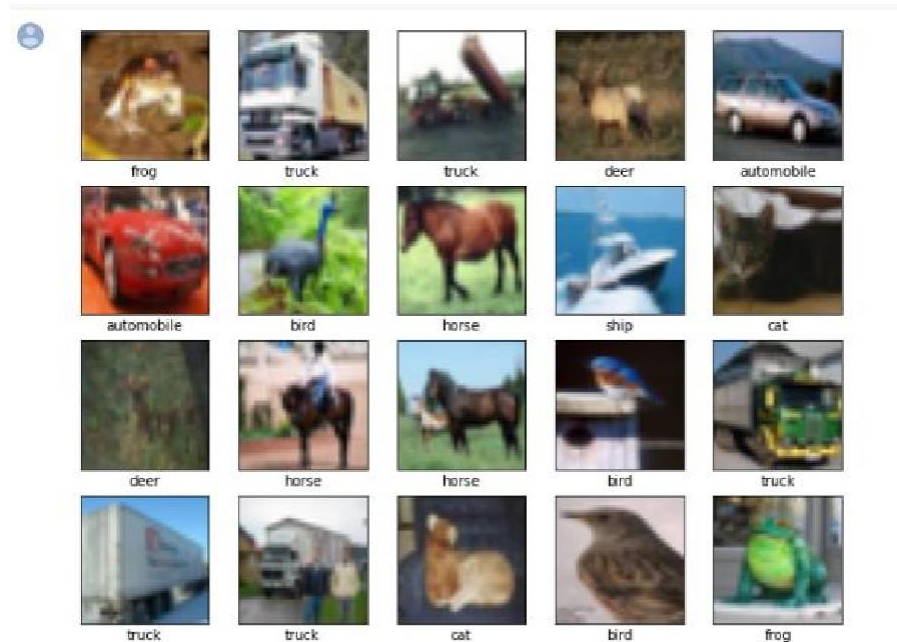 frog truck truck deer automobile
automobile bird horse ship cat
deer horse horse bird truck
truck truck cat bird frog